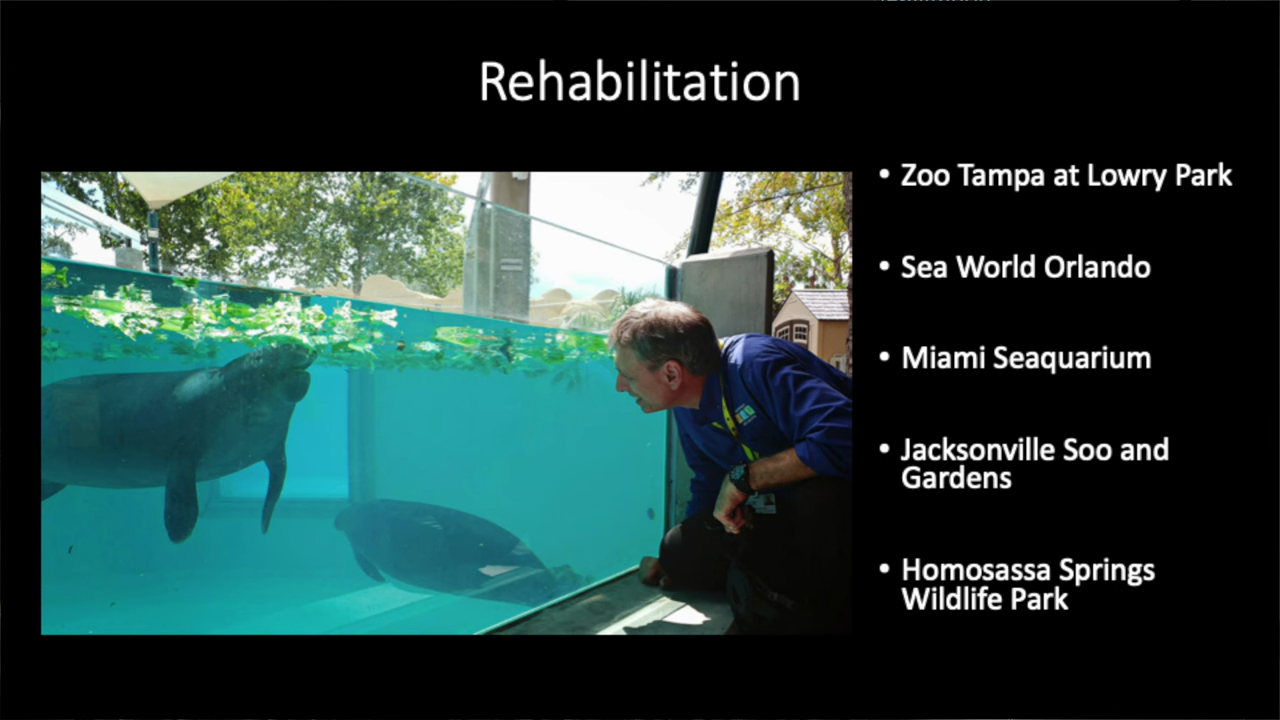 Rehabilitation
• Zoo Tampa at Lowry Park
• Sea World Orlando
• Miami Seaquarium
• Jacksonville Soo and
Gardens
• Homosassa Springs
Wildlife Park